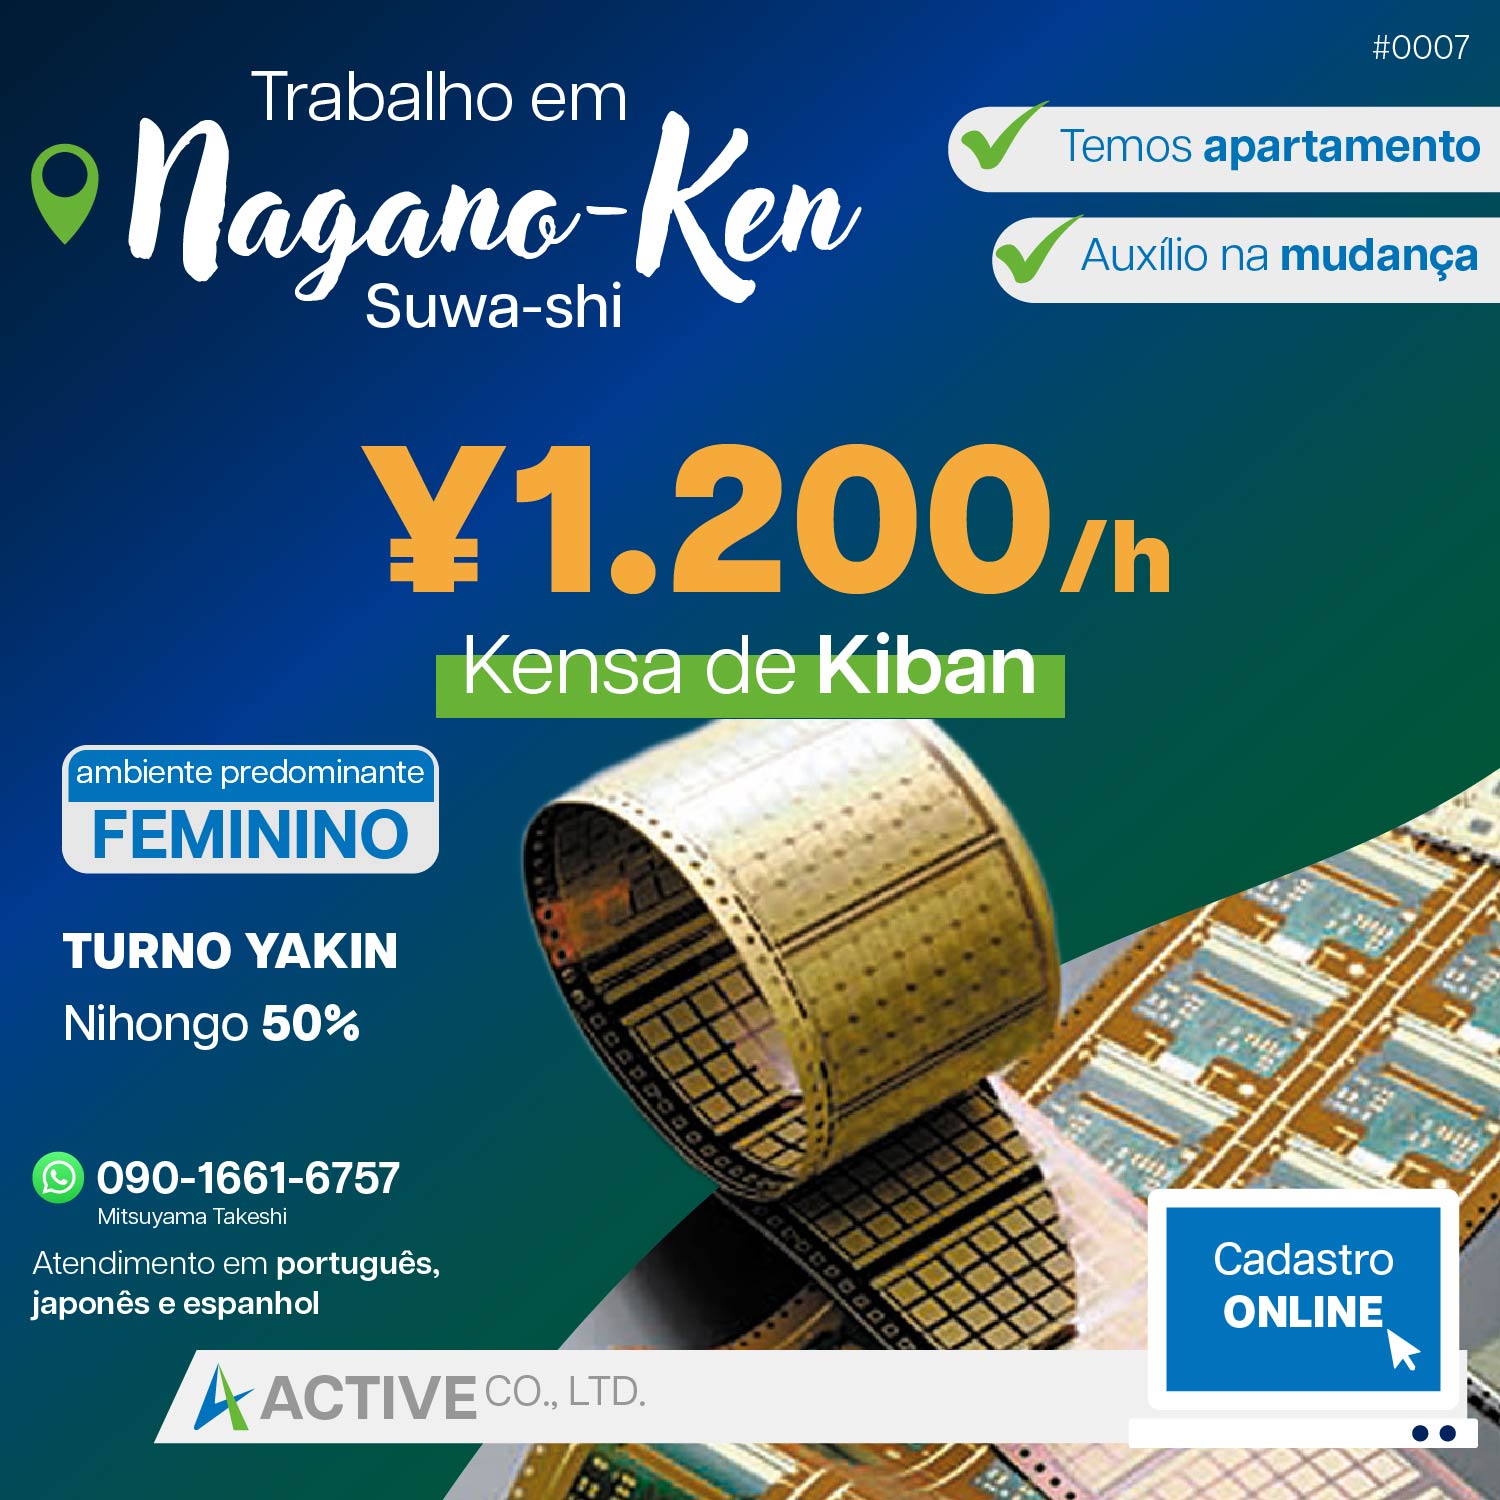 #0007
Trabalho em
Nagano-Ken
Suwa-shi
Temos apartamento
Auxílio na mudança
¥1.200/h
Kensa de Kiban
ambiente predominante
FEMININO
TURNO YAKIN
Nihongo 50%
090-1661-6757
Mitsuyama Takeshi
Atendimento em português,
japonês e espanhol
Cadastro
ONLINE
ACTIVE CO., LTD.